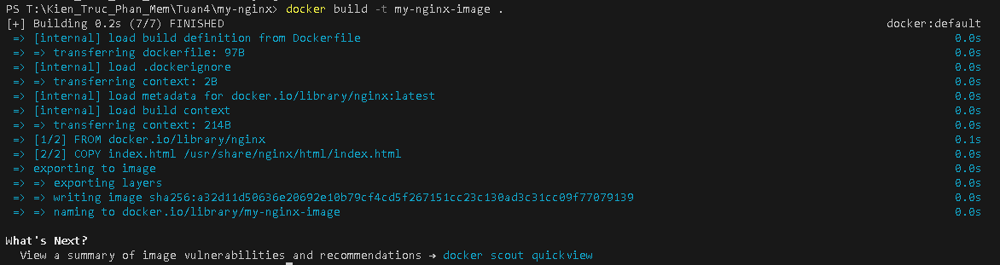 PS T:\Kien_Truc_Phan_Mem\Tuan4\my-nginx> docker build -t my-nginx-image .
[+] Building 0.2s (7/7) FINISHED docker:default
=> [internal] load build definition from Dockerfile 0.0s
=> => transferring dockerfile: 97B 0.0s
=> [internal] load .dockerignore 0.0s
=> => transferring context: 2B 0.0s
=> [internal] load metadata for docker.io/library/nginx:latest 0.0s
=> [internal] load build context 0.0s
=> => transferring context: 214B 0.0s
=> [1/2] FROM docker.io/library/nginx 0.1s
=> [2/2] COPY index.html /usr/share/nginx/html/index.html 0.0s
=> exporting to image 0.0s
=> => exporting layers 0.0s
=> => writing image sha256:a32d11d50636e20692e10b79cf4cd5f267151cc23c130ad3c31cc09f77079139 0.0s
=> => naming to docker.io/library/my-nginx-image 0.0s
What's Next?
View a summary of image vulnerabilities and recommendations → docker scout quickview